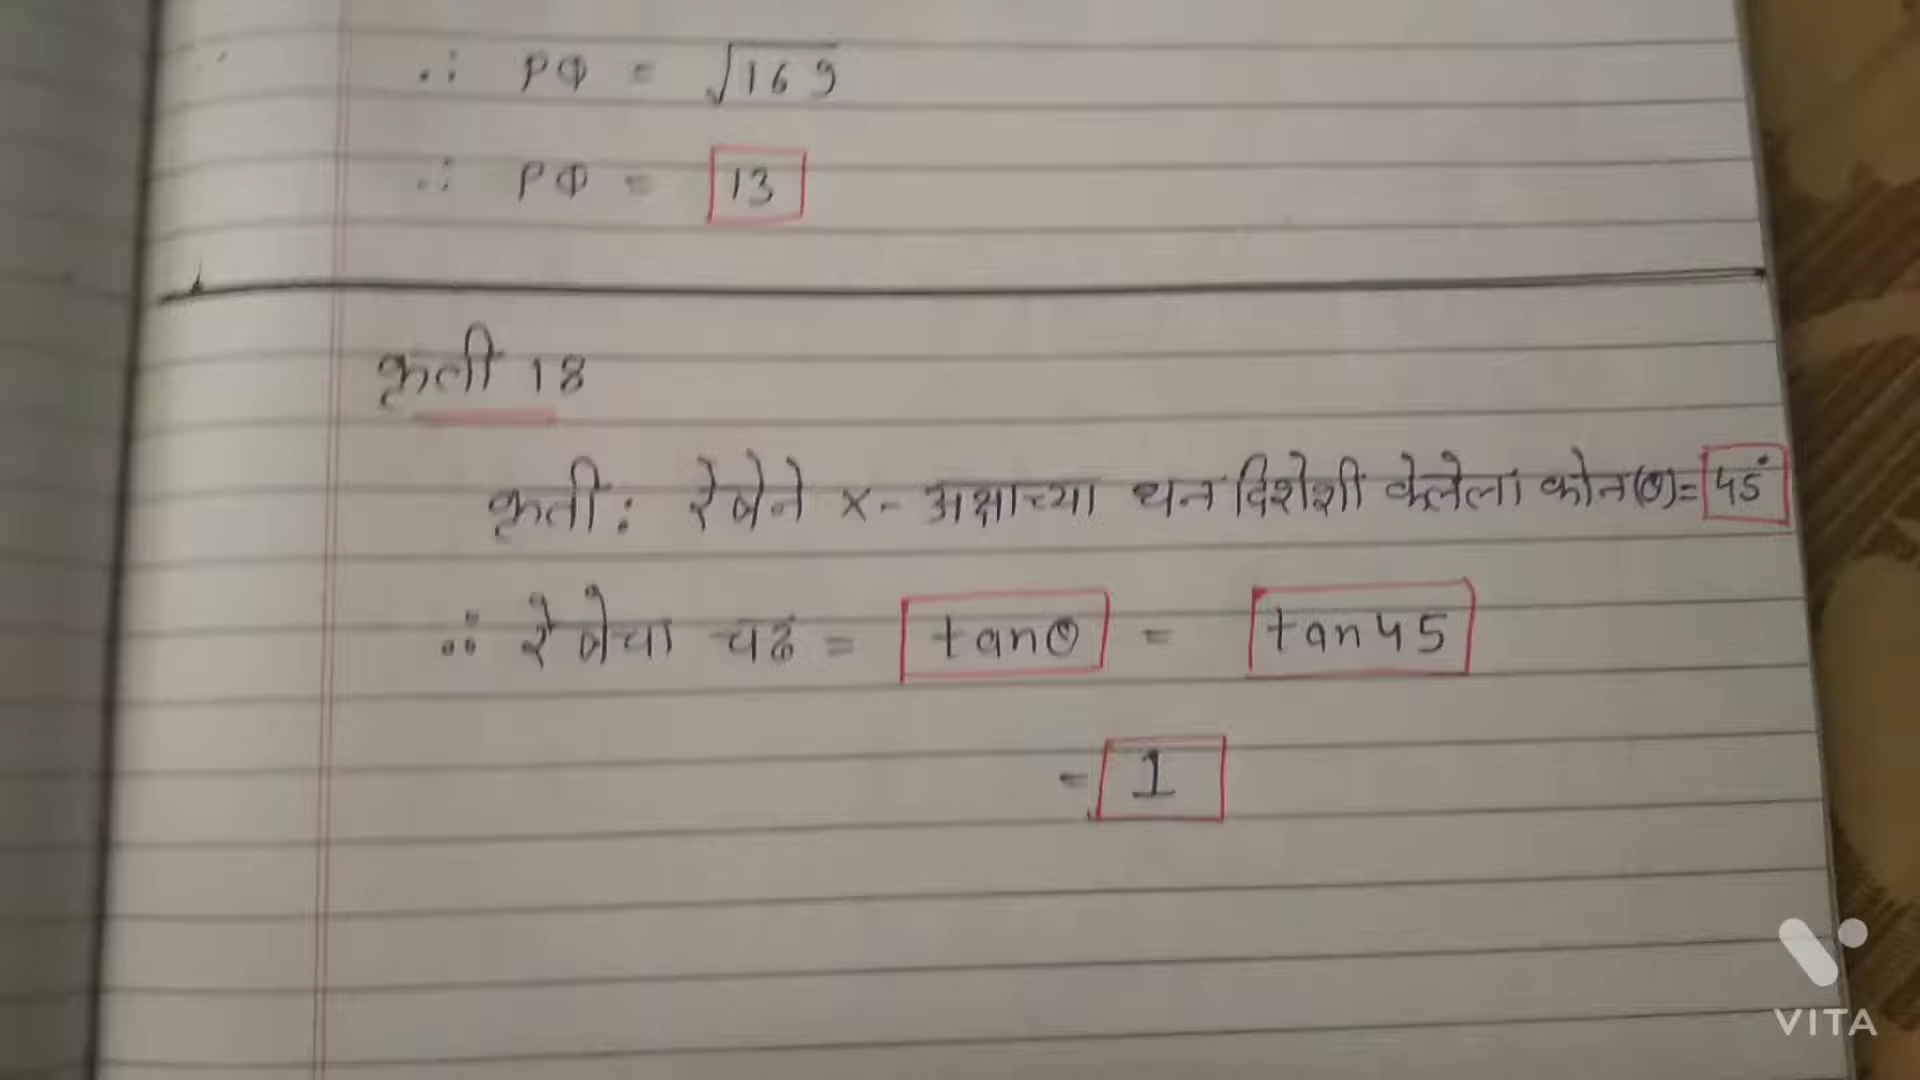 ∴ PQ = √169
∴ PQ = 13
कृती 18
कृती : रेषेने x - अक्षाच्या धन दिशेशी केलेला कोन (θ) = 45°
∴ रेषेचा चढ = tanθ = tan45
= 1
VITA